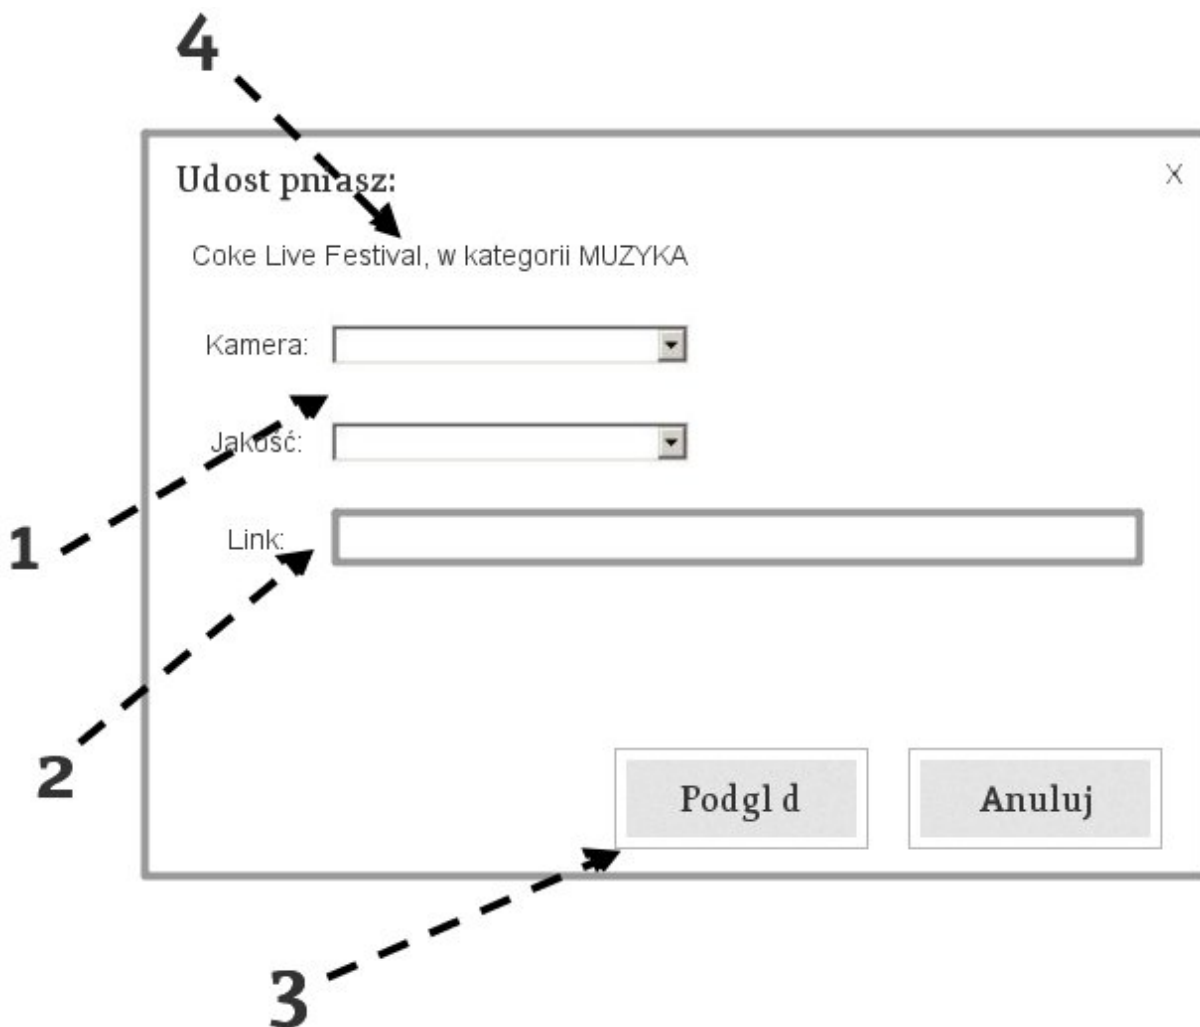 4
Udost pniasz:
X
Coke Live Festival, w kategorii MUZYKA
Kamera:
Jakość:
1
Link:
2
Podgl d
Anuluj
3